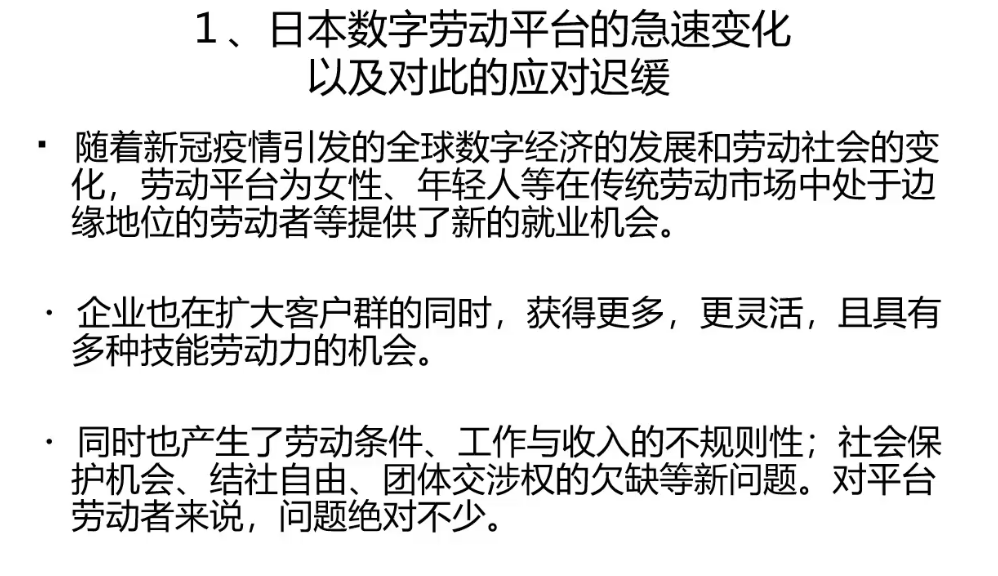 1、日本数字劳动平台的急速变化
以及对此的应对迟缓
▪ 随着新冠疫情引发的全球数字经济的发展和劳动社会的变
化，劳动平台为女性、年轻人等在传统劳动市场中处于边
缘地位的劳动者等提供了新的就业机会。
· 企业也在扩大客户群的同时，获得更多，更灵活，且具有
多种技能劳动力的机会。
· 同时也产生了劳动条件、工作与收入的不规则性；社会保
护机会、结社自由、团体交涉权的欠缺等新问题。对平台
劳动者来说，问题绝对不少。